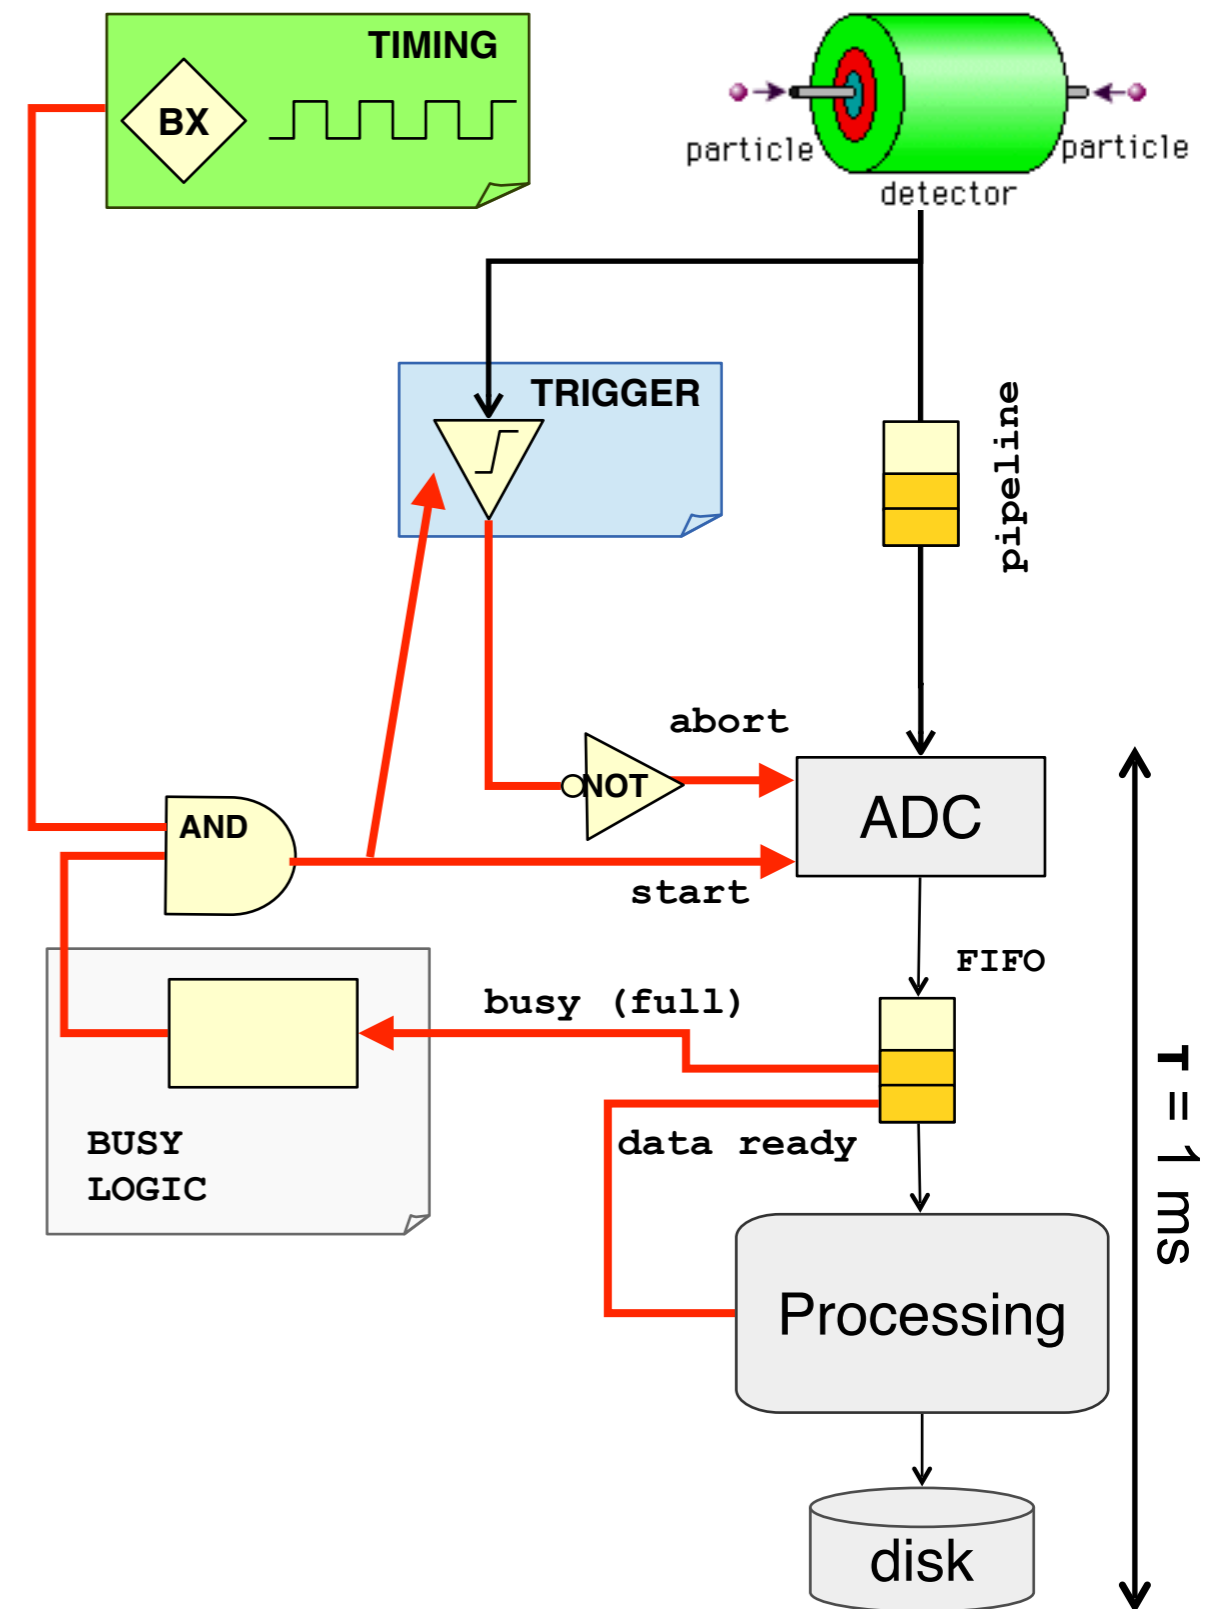 TIMING
BX
particle
particle
detector
TRIGGER
pipeline
abort
NOT
ADC
AND
start
FIFO
busy (full)
τ = 1 ms
BUSY
LOGIC
data ready
Processing
disk